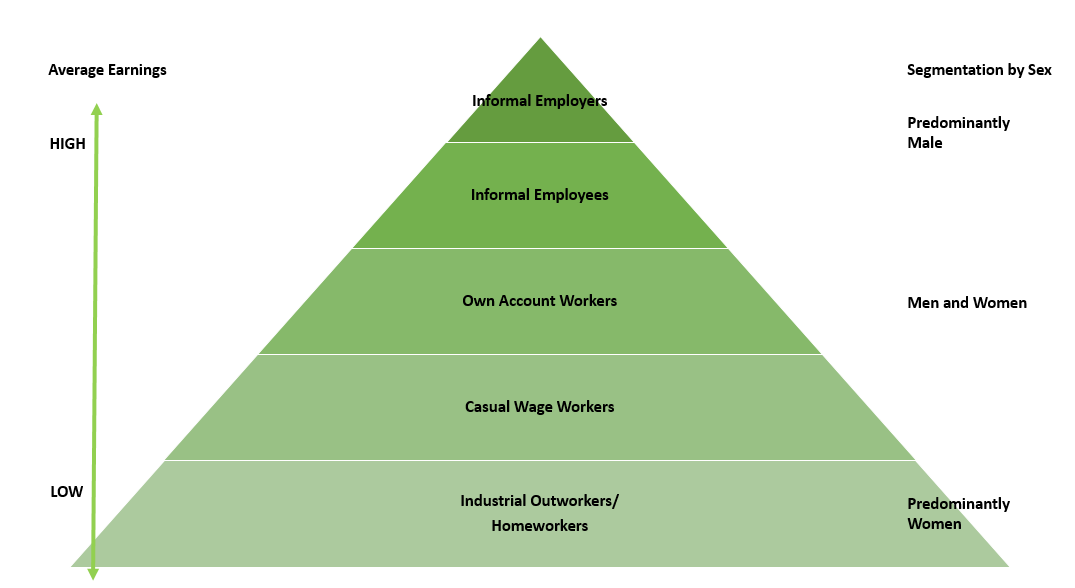 Average Earnings
Segmentation by Sex
Informal Employers
Predominantly
Male
HIGH
Informal Employees
Own Account Workers
Men and Women
Casual Wage Workers
LOW
Industrial Outworkers/
Homeworkers
Predominantly
Women